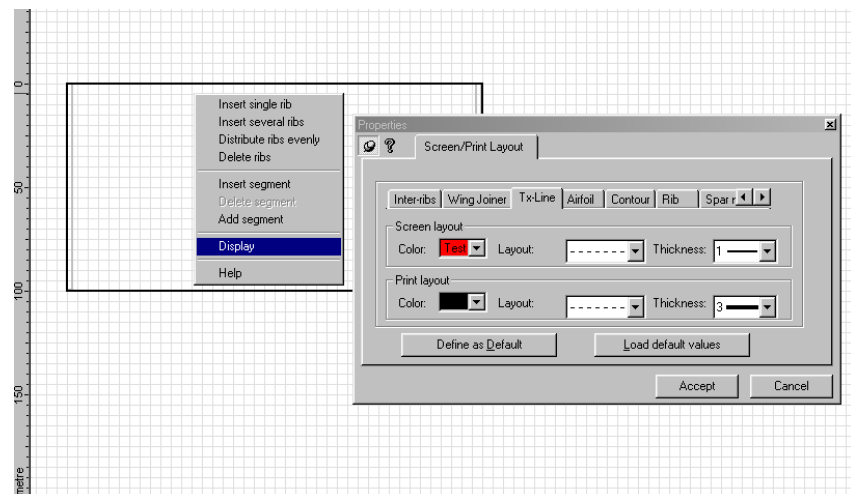 0
50
100
150
metre
Insert single rib
Insert several ribs
Distribute ribs evenly
Delete ribs
Insert segment
Delete segment
Add segment
Display
Help
Properties
Screen/Print Layout
Inter-ribs Wing Joiner Tx-Line Airfoil Contour Rib Spar r
Screen layout
Color: Test Layout: Thickness: 1
Print layout
Color: Layout: Thickness: 3
Define as Default Load default values
Accept Cancel